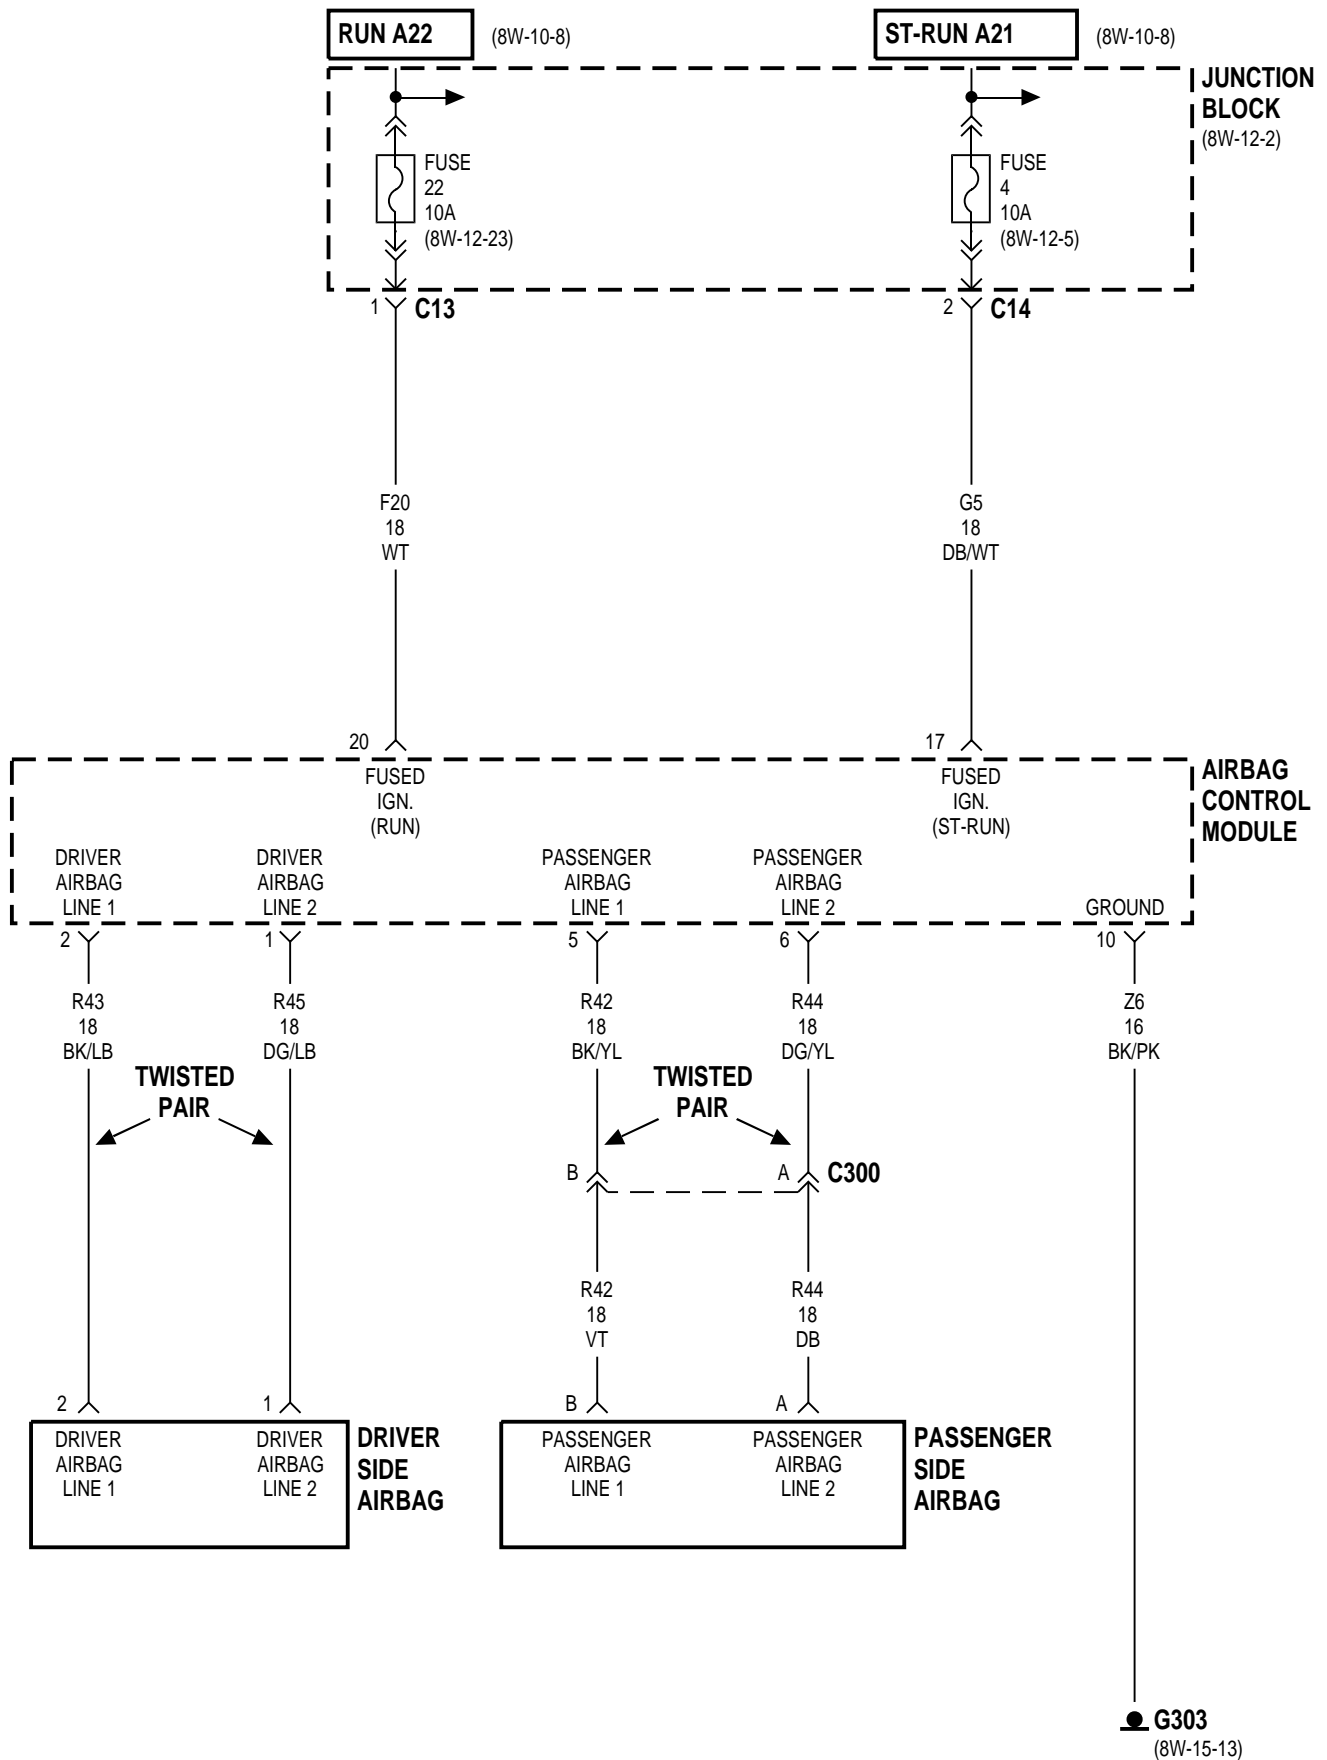 RUN A22 (8W-10-8) ST-RUN A21 (8W-10-8)
JUNCTION
BLOCK
(8W-12-2)
FUSE
22
10A
(8W-12-23)
FUSE
4
10A
(8W-12-5)
1 C13
2 C14
F20
18
WT
G5
18
DB/WT
20
17
FUSED
IGN.
(RUN)
FUSED
IGN.
(ST-RUN)
AIRBAG
CONTROL
MODULE
DRIVER
AIRBAG
LINE 1
DRIVER
AIRBAG
LINE 2
PASSENGER
AIRBAG
LINE 1
PASSENGER
AIRBAG
LINE 2
GROUND
2
1
5
6
10
R43
18
BK/LB
R45
18
DG/LB
R42
18
BK/YL
R44
18
DG/YL
Z6
16
BK/PK
TWISTED
PAIR
TWISTED
PAIR
B
A C300
R42
18
VT
R44
18
DB
2
1
B
A
DRIVER
AIRBAG
LINE 1
DRIVER
AIRBAG
LINE 2
DRIVER
SIDE
AIRBAG
PASSENGER
AIRBAG
LINE 1
PASSENGER
AIRBAG
LINE 2
PASSENGER
SIDE
AIRBAG
G303
(8W-15-13)